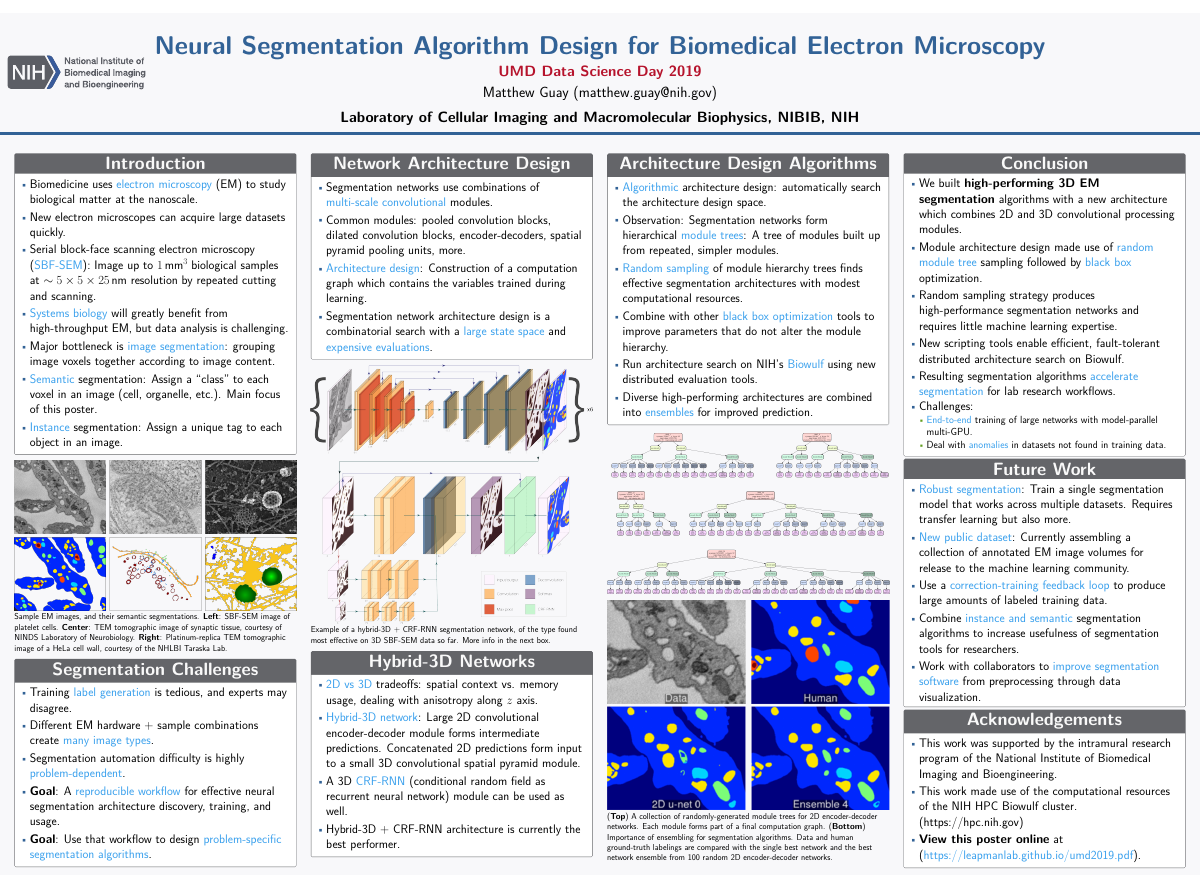 Neural Segmentation Algorithm Design for Biomedical Electron Microscopy
UMD Data Science Day 2019
Matthew Guay (matthew.guay@nih.gov)
Laboratory of Cellular Imaging and Macromolecular Biophysics, NIBIB, NIH
NIH
National Institute of
Biomedical Imaging
and Bioengineering
Introduction
▪ Biomedicine uses electron microscopy (EM) to study
biological matter at the nanoscale.
▪ New electron microscopes can acquire large datasets
quickly.
▪ Serial block-face scanning electron microscopy
(SBF-SEM): Image up to 1 mm³ biological samples
at ∼ 5 × 5 × 25 nm resolution by repeated cutting
and scanning.
▪ Systems biology will greatly benefit from
high-throughput EM, but data analysis is challenging.
▪ Major bottleneck is image segmentation: grouping
image voxels together according to image content.
▪ Semantic segmentation: Assign a “class” to each
voxel in an image (cell, organelle, etc.). Main focus
of this poster.
▪ Instance segmentation: Assign a unique tag to each
object in an image.
Sample EM images, and their semantic segmentations. Left: SBF-SEM image of
platelet cells. Center: TEM tomographic image of synaptic tissue, courtesy of
NINDS Laboratory of Neurobiology. Right: Platinum-replica TEM tomographic
image of a HeLa cell wall, courtesy of the NHLBI Taraska Lab.
Segmentation Challenges
▪ Training label generation is tedious, and experts may
disagree.
▪ Different EM hardware + sample combinations
create many image types.
▪ Segmentation automation difficulty is highly
problem-dependent.
▪ Goal: A reproducible workflow for effective neural
segmentation architecture discovery, training, and
usage.
▪ Goal: Use that workflow to design problem-specific
segmentation algorithms.
Network Architecture Design
▪ Segmentation networks use combinations of
multi-scale convolutional modules.
▪ Common modules: pooled convolution blocks,
dilated convolution blocks, encoder-decoders, spatial
pyramid pooling units, more.
▪ Architecture design: Construction of a computation
graph which contains the variables trained during
learning.
▪ Segmentation network architecture design is a
combinatorial search with a large state space and
expensive evaluations.
Example of a hybrid-3D + CRF-RNN segmentation network, of the type found
most effective on 3D SBF-SEM data so far. More info in the next box.
Hybrid-3D Networks
▪ 2D vs 3D tradeoffs: spatial context vs. memory
usage, dealing with anisotropy along z axis.
▪ Hybrid-3D network: Large 2D convolutional
encoder-decoder module forms intermediate
predictions. Concatenated 2D predictions form input
to a small 3D convolutional spatial pyramid module.
▪ A 3D CRF-RNN (conditional random field as
recurrent neural network) module can be used as
well.
▪ Hybrid-3D + CRF-RNN architecture is currently the
best performer.
Architecture Design Algorithms
▪ Algorithmic architecture design: automatically search
the architecture design space.
▪ Observation: Segmentation networks form
hierarchical module trees: A tree of modules built up
from repeated, simpler modules.
▪ Random sampling of module hierarchy trees finds
effective segmentation architectures with modest
computational resources.
▪ Combine with other black box optimization tools to
improve parameters that do not alter the module
hierarchy.
▪ Run architecture search on NIH's Biowulf using new
distributed evaluation tools.
▪ Diverse high-performing architectures are combined
into ensembles for improved prediction.
Data
Human
2D u-net 0
Ensemble 4
(Top) A collection of randomly-generated module trees for 2D encoder-decoder
networks. Each module forms part of a final computation graph. (Bottom)
Importance of ensembling for segmentation algorithms. Data and human
ground-truth labelings are compared with the single best network and the best
network ensemble from 100 random 2D encoder-decoder networks.
Conclusion
▪ We built high-performing 3D EM
segmentation algorithms with a new architecture
which combines 2D and 3D convolutional processing
modules.
▪ Module architecture design made use of random
module tree sampling followed by black box
optimization.
▪ Random sampling strategy produces
high-performance segmentation networks and
requires little machine learning expertise.
▪ New scripting tools enable efficient, fault-tolerant
distributed architecture search on Biowulf.
▪ Resulting segmentation algorithms accelerate
segmentation for lab research workflows.
▪ Challenges:
▪ End-to-end training of large networks with model-parallel
multi-GPU.
▪ Deal with anomalies in datasets not found in training data.
Future Work
▪ Robust segmentation: Train a single segmentation
model that works across multiple datasets. Requires
transfer learning but also more.
▪ New public dataset: Currently assembling a
collection of annotated EM image volumes for
release to the machine learning community.
▪ Use a correction-training feedback loop to produce
large amounts of labeled training data.
▪ Combine instance and semantic segmentation
algorithms to increase usefulness of segmentation
tools for researchers.
▪ Work with collaborators to improve segmentation
software from preprocessing through data
visualization.
Acknowledgements
▪ This work was supported by the intramural research
program of the National Institute of Biomedical
Imaging and Bioengineering.
▪ This work made use of the computational resources
of the NIH HPC Biowulf cluster.
(https://hpc.nih.gov)
▪ View this poster online at
(https://leapmanlab.github.io/umd2019.pdf).